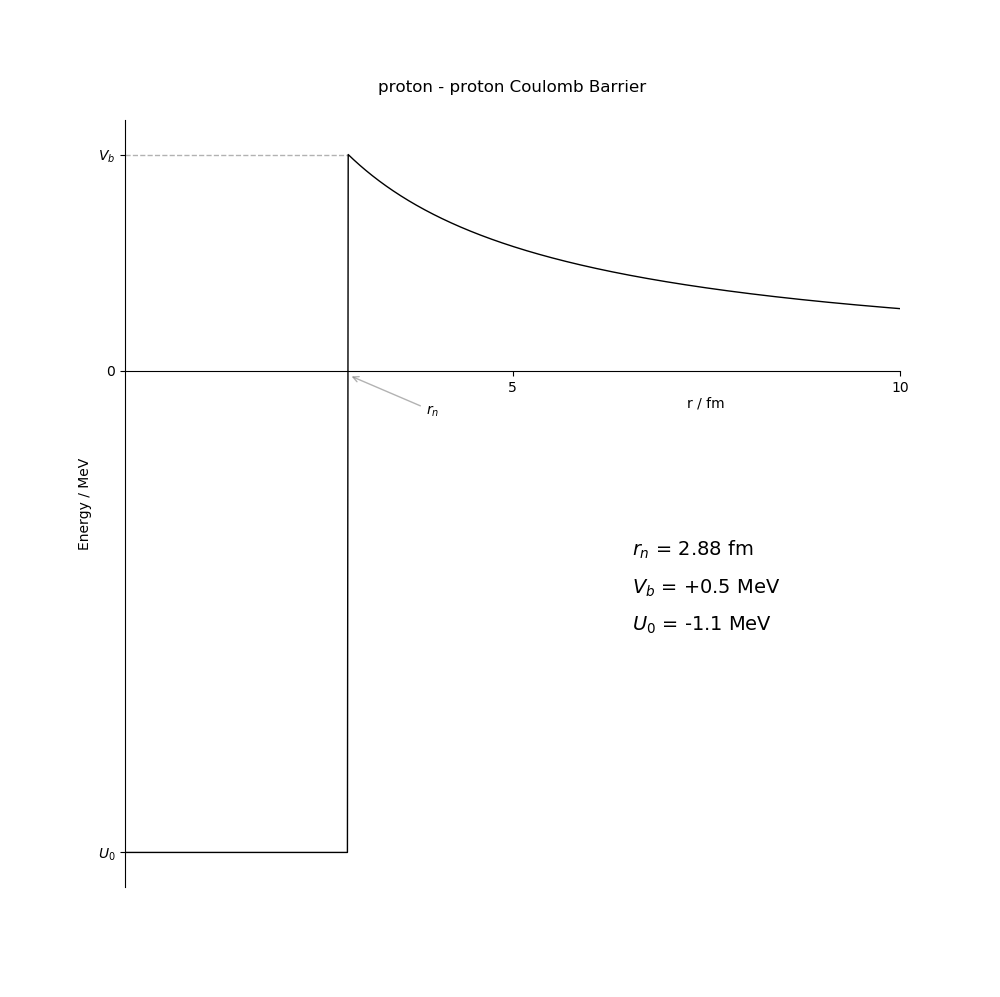 proton - proton Coulomb Barrier
V_b
0
5
10
r / fm
r_n
Energy / MeV
r_n = 2.88 fm
V_b = +0.5 MeV
U_0 = -1.1 MeV
U_0